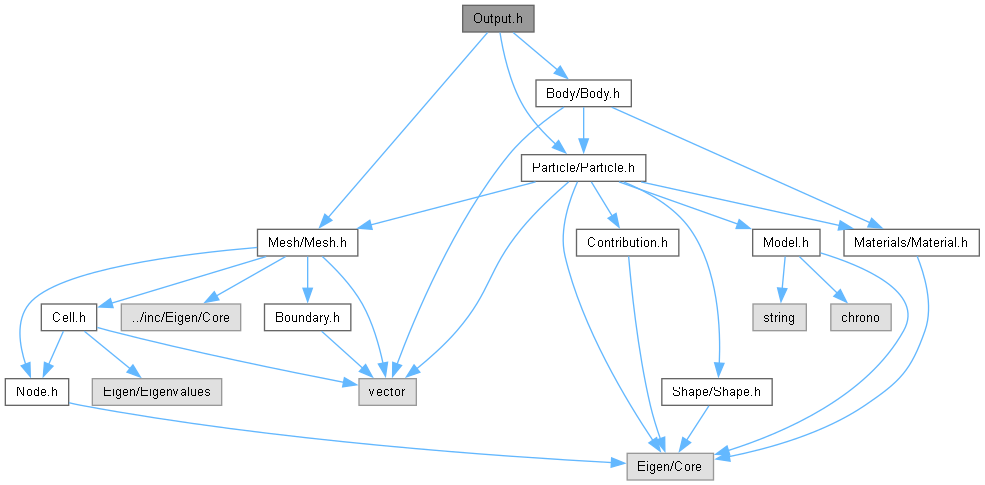 Output.h
Body/Body.h
Particle/Particle.h
Mesh/Mesh.h
Contribution.h
Model.h
Materials/Material.h
Cell.h
../inc/Eigen/Core
Boundary.h
string
chrono
Node.h
Eigen/Eigenvalues
vector
Shape/Shape.h
Eigen/Core